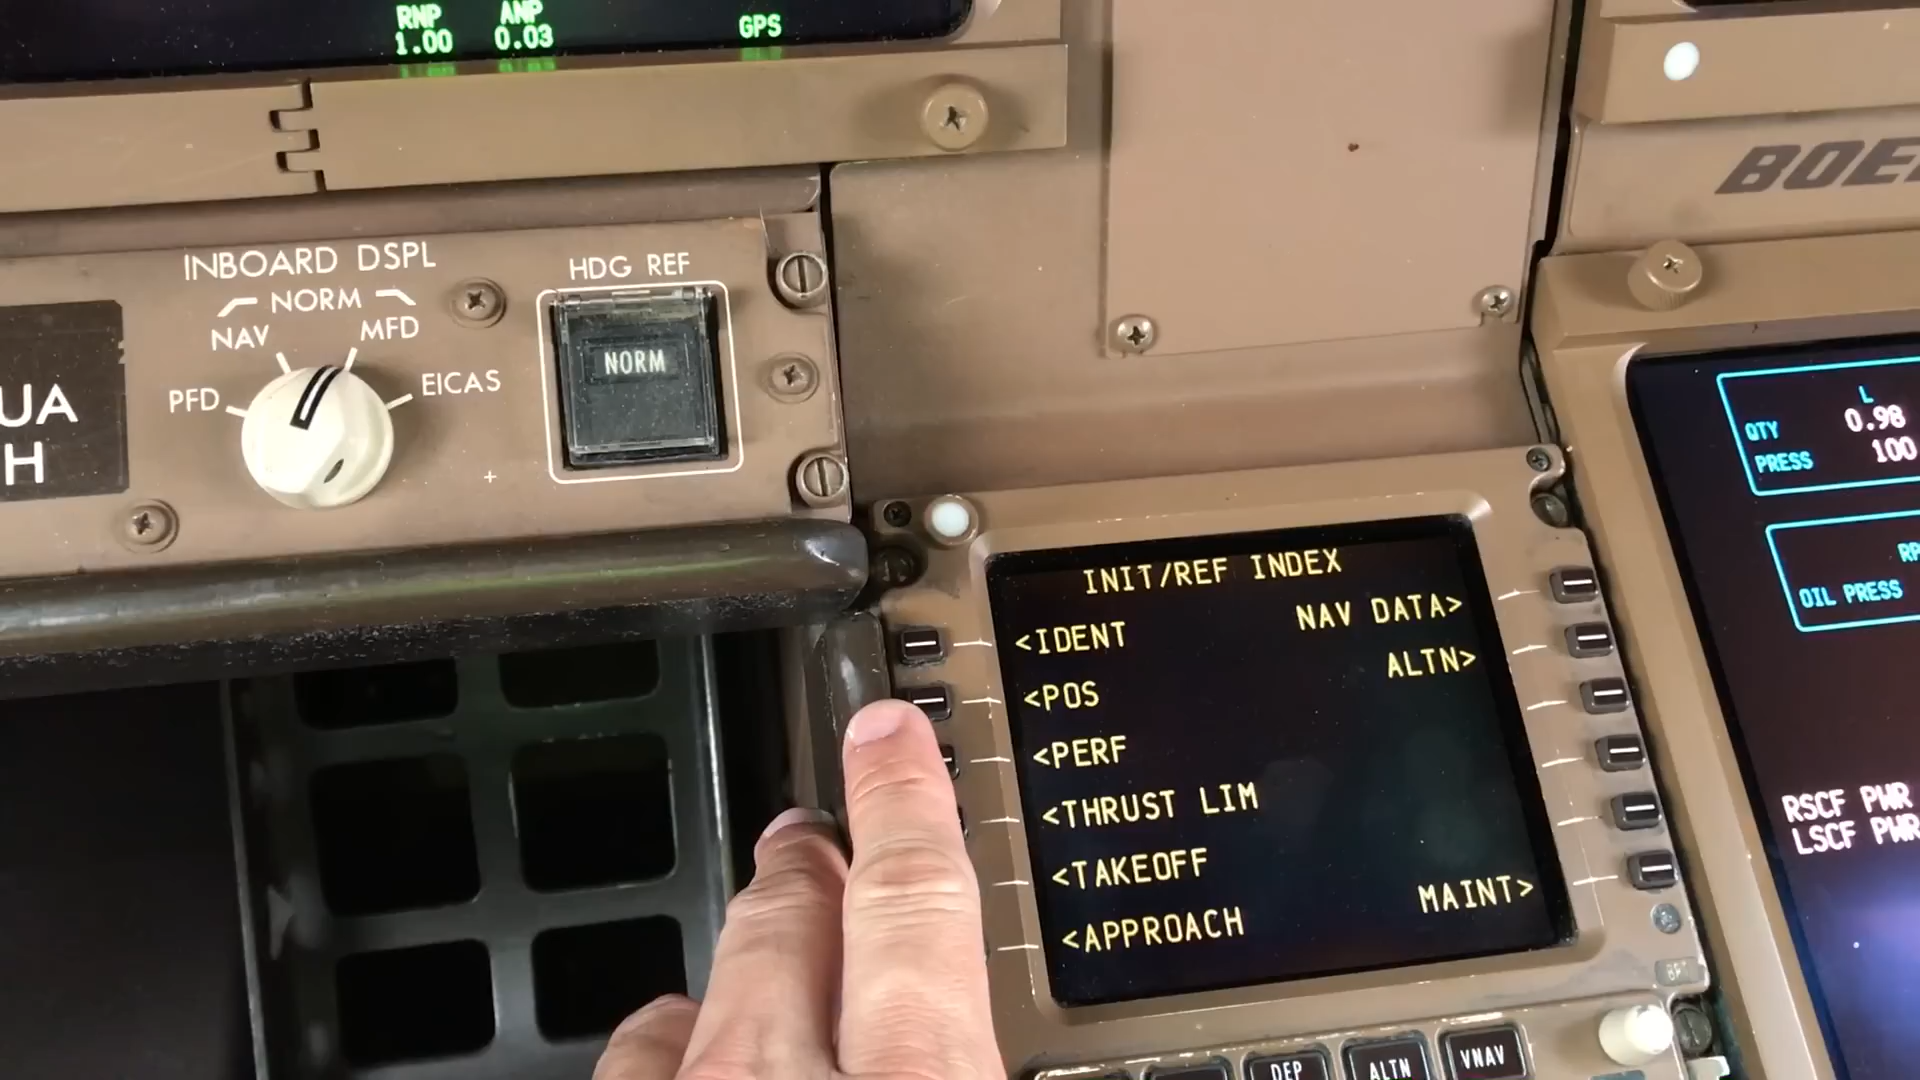 RNP ANP GPS
1.00 0.03
BOE
INBOARD DSPL
NORM
NAV MFD
PFD EICAS
HDG REF
NORM
UA
H
INIT/REF INDEX
<IDENT NAV DATA>
<POS ALTN>
<PERF
<THRUST LIM
<TAKEOFF
<APPROACH MAINT>
BRT
DEP ALTN VNAV
L
QTY 0.98
PRESS 100
RP
OIL PRESS
RSCF PWR
LSCF PWR